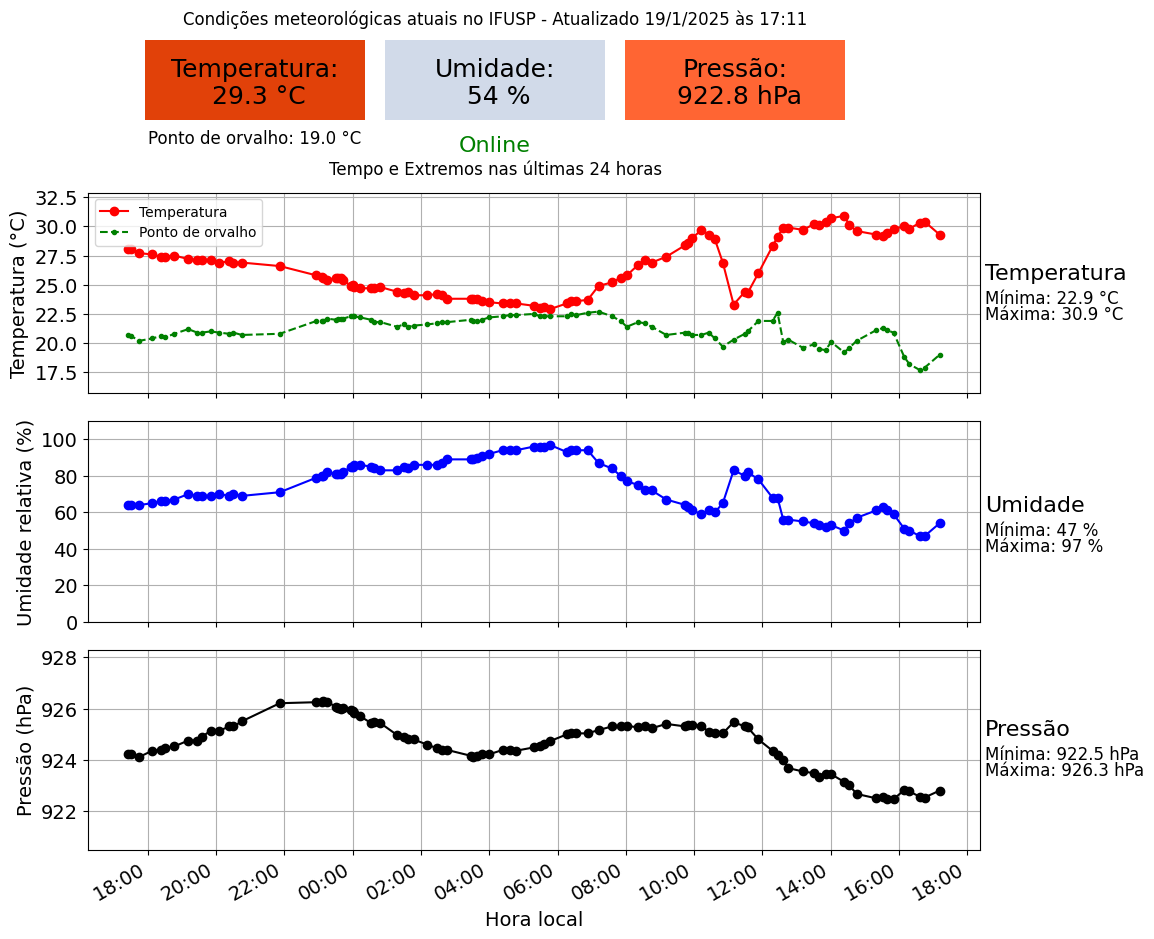 Condições meteorológicas atuais no IFUSP - Atualizado 19/1/2025 às 17:11
Temperatura:
29.3 °C
Umidade:
54 %
Pressão:
922.8 hPa
Ponto de orvalho: 19.0 °C
Online
Tempo e Extremos nas últimas 24 horas
Temperatura (°C)
32.5
30.0
27.5
25.0
22.5
20.0
17.5
Temperatura
Ponto de orvalho
Temperatura
Mínima: 22.9 °C
Máxima: 30.9 °C
Umidade relativa (%)
100
80
60
40
20
0
Umidade
Mínima: 47 %
Máxima: 97 %
Pressão (hPa)
928
926
924
922
Pressão
Mínima: 922.5 hPa
Máxima: 926.3 hPa
18:00 20:00 22:00 00:00 02:00 04:00 06:00 08:00 10:00 12:00 14:00 16:00 18:00
Hora local